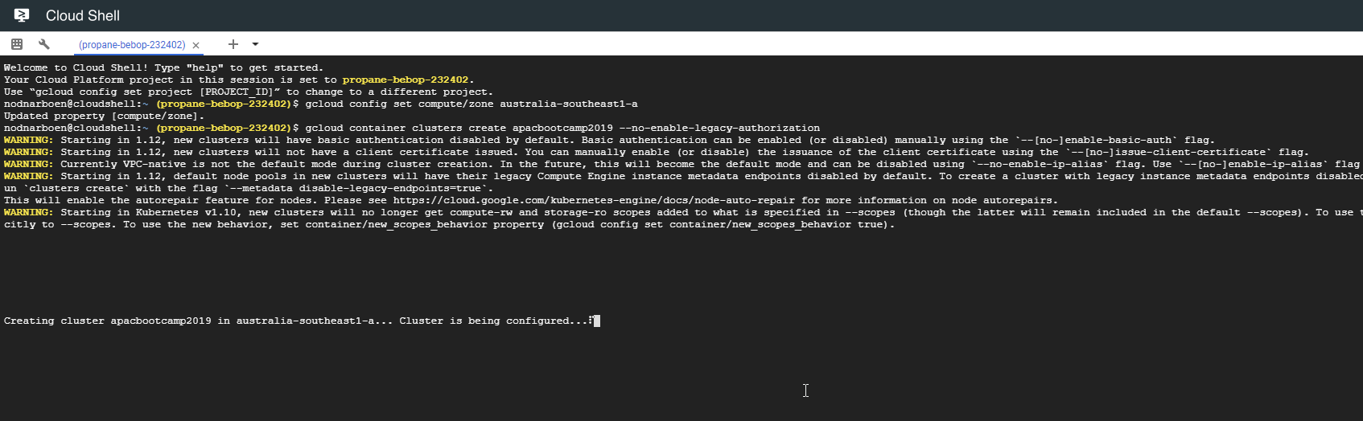 Cloud Shell
(propane-bebop-232402) × +
Welcome to Cloud Shell! Type "help" to get started.
Your Cloud Platform project in this session is set to propane-bebop-232402.
Use “gcloud config set project [PROJECT_ID]” to change to a different project.
nodnarboen@cloudshell:~ (propane-bebop-232402)$ gcloud config set compute/zone australia-southeast1-a
Updated property [compute/zone].
nodnarboen@cloudshell:~ (propane-bebop-232402)$ gcloud container clusters create apacbootcamp2019 --no-enable-legacy-authorization
WARNING: Starting in 1.12, new clusters will have basic authentication disabled by default. Basic authentication can be enabled (or disabled) manually using the `--[no-]enable-basic-auth` flag.
WARNING: Starting in 1.12, new clusters will not have a client certificate issued. You can manually enable (or disable) the issuance of the client certificate using the `--[no-]issue-client-certificate` flag.
WARNING: Currently VPC-native is not the default mode during cluster creation. In the future, this will become the default mode and can be disabled using `--no-enable-ip-alias` flag. Use `--[no-]enable-ip-alias` flag
WARNING: Starting in 1.12, default node pools in new clusters will have their legacy Compute Engine instance metadata endpoints disabled by default. To create a cluster with legacy instance metadata endpoints disabled
un `clusters create` with the flag `--metadata disable-legacy-endpoints=true`.
This will enable the autorepair feature for nodes. Please see https://cloud.google.com/kubernetes-engine/docs/node-auto-repair for more information on node autorepairs.
WARNING: Starting in Kubernetes v1.10, new clusters will no longer get compute-rw and storage-ro scopes added to what is specified in --scopes (though the latter will remain included in the default --scopes). To use t
citly to --scopes. To use the new behavior, set container/new_scopes_behavior property (gcloud config set container/new_scopes_behavior true).
Creating cluster apacbootcamp2019 in australia-southeast1-a... Cluster is being configured...